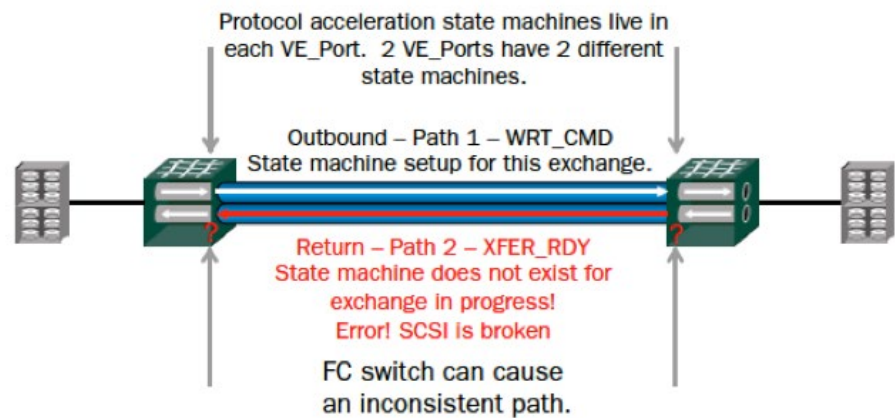 Protocol acceleration state machines live in
each VE_Port.  2 VE_Ports have 2 different
state machines.
Outbound – Path 1 – WRT_CMD
State machine setup for this exchange.
? ?
Return – Path 2 – XFER_RDY
State machine does not exist for
exchange in progress!
Error! SCSI is broken
FC switch can cause
an inconsistent path.